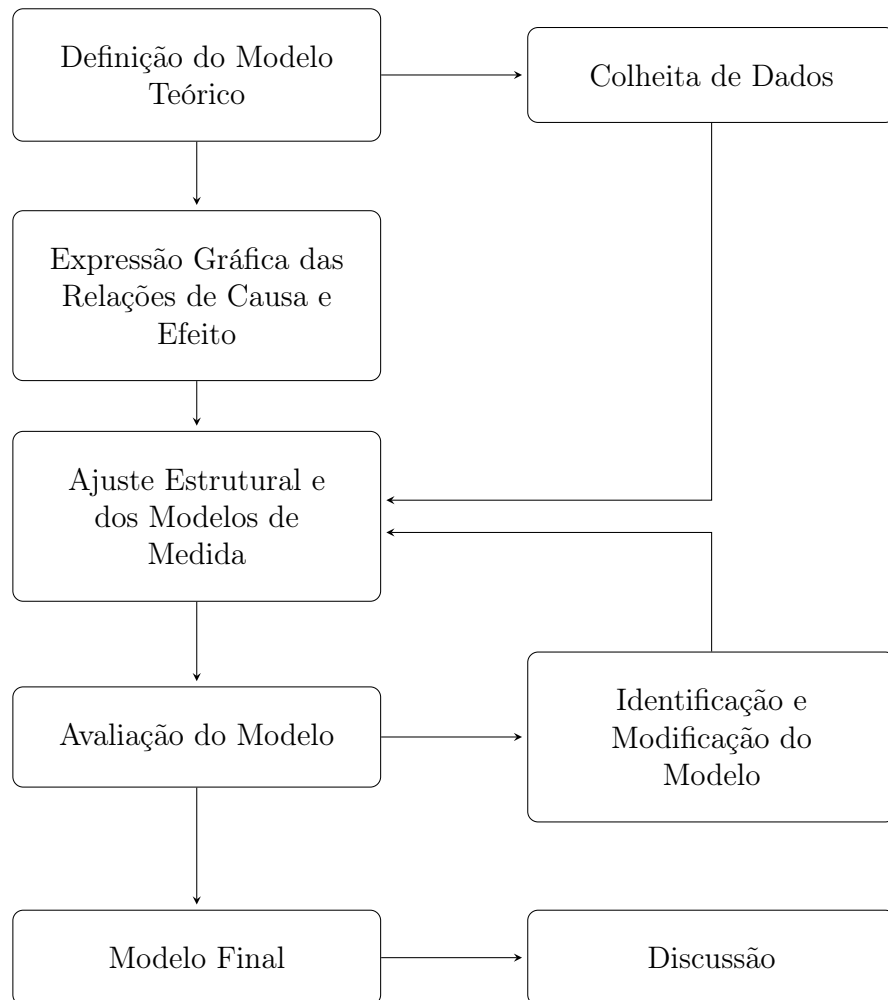 Definição do Modelo
Teórico
Colheita de Dados
Expressão Gráfica das
Relações de Causa e
Efeito
Ajuste Estrutural e
dos Modelos de
Medida
Avaliação do Modelo
Identificação e
Modificação do
Modelo
Modelo Final
Discussão